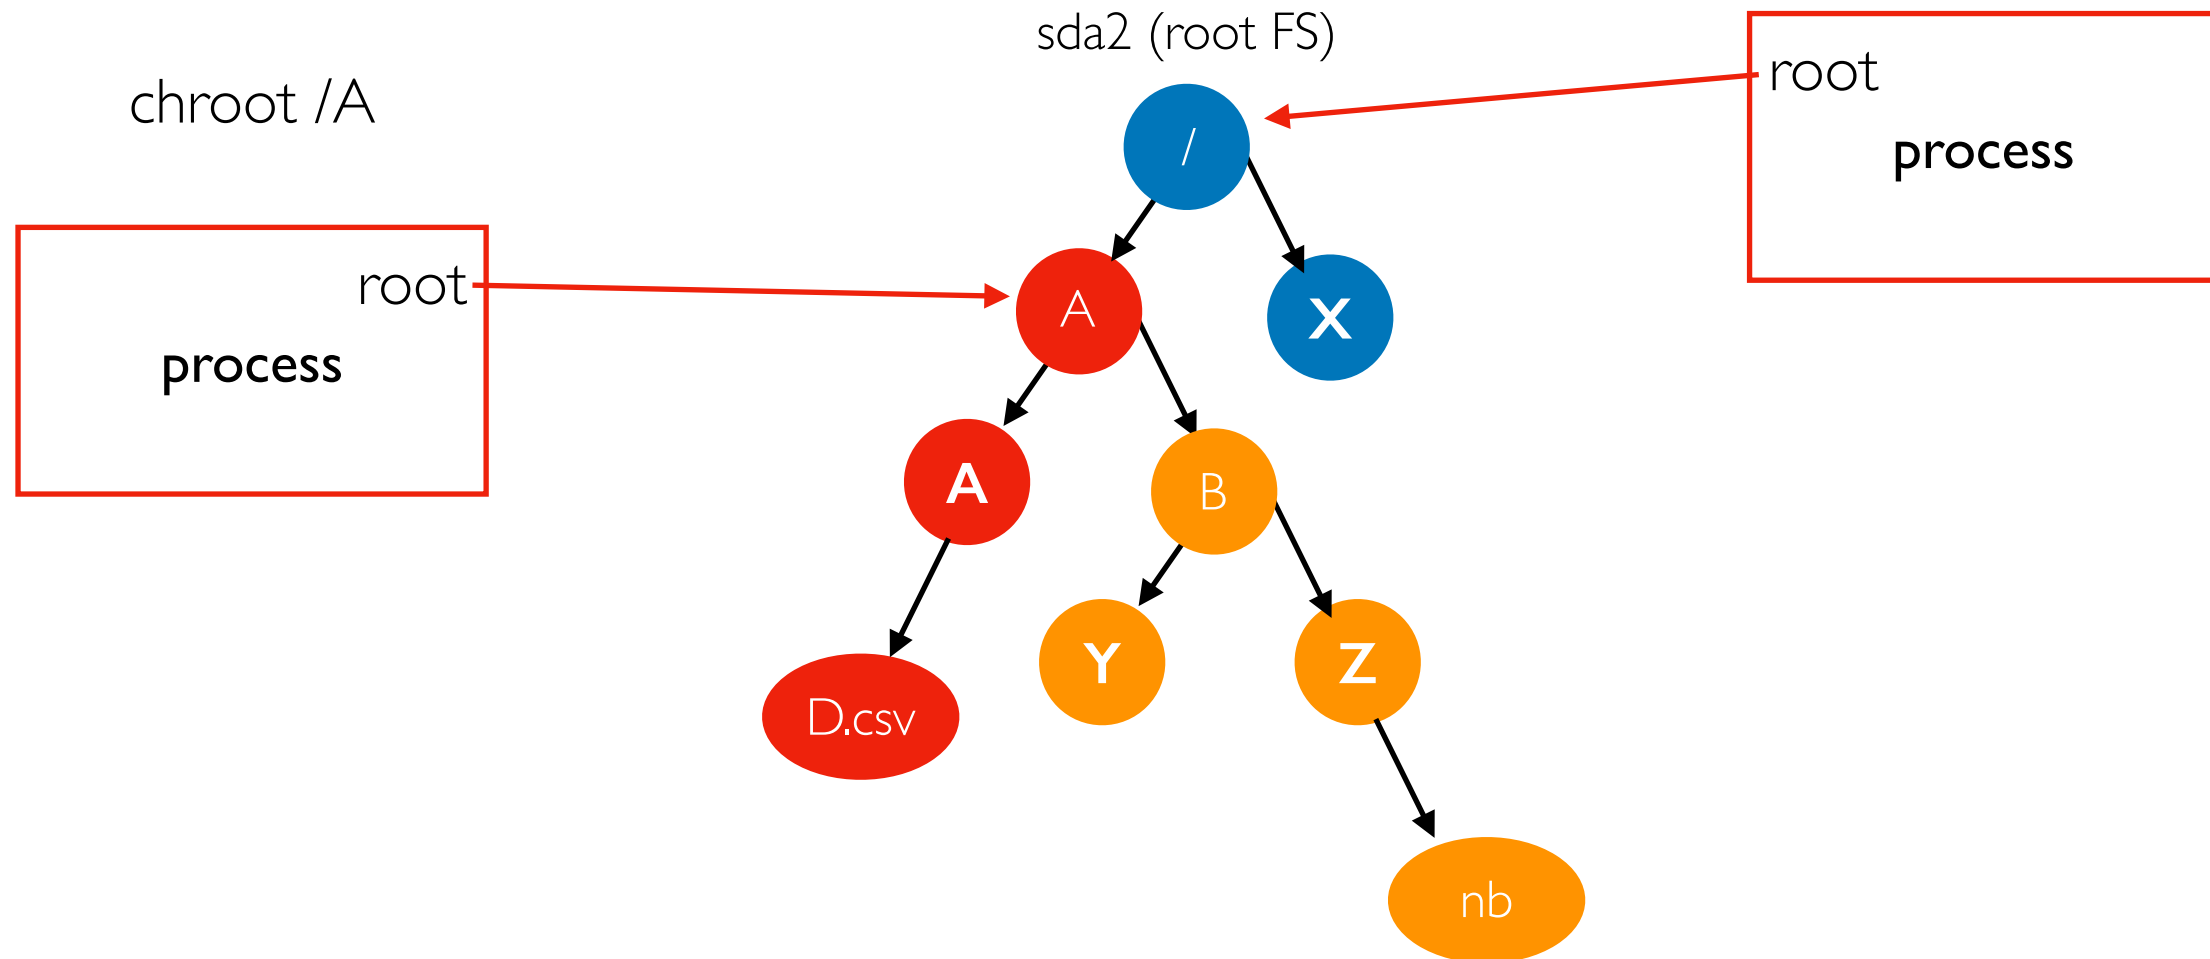 sda2 (root FS)
chroot /A
root
process
root
process
/
A
X
A
B
Y
Z
D.csv
nb